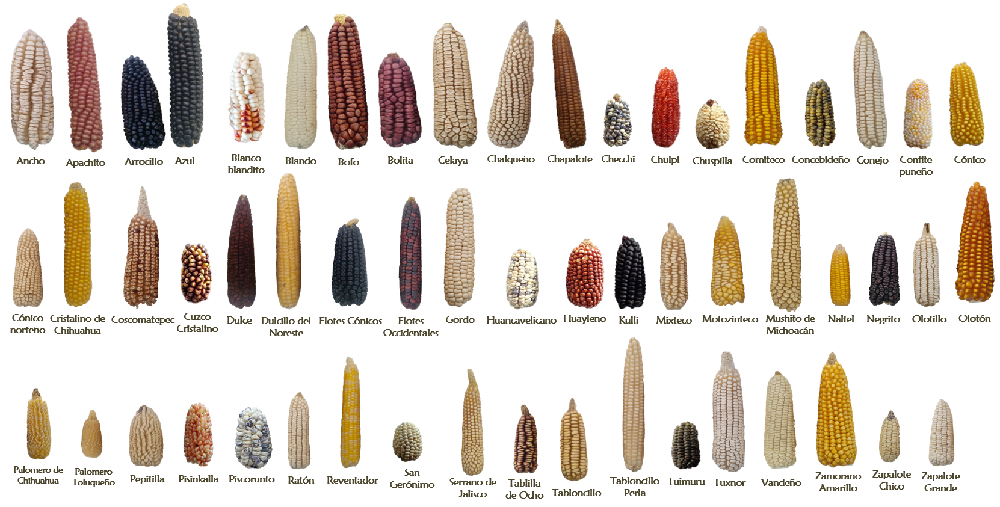 Ancho
Apachito
Arrocillo
Azul
Blanco
blandito
Blando
Bofo
Bolita
Celaya
Chalqueño
Chapalote
Checchi
Chulpi
Chuspilla
Comiteco
Concebideño
Conejo
Confite
puneño
Cónico
Cónico
norteño
Cristalino de
Chihuahua
Coscomatepec
Cuzco
Cristalino
Dulce
Dulcillo del
Noreste
Elotes Cónicos
Elotes
Occidentales
Gordo
Huancavelicano
Huayleno
Kulli
Mixteco
Motozinteco
Mushito de
Michoacán
Naltel
Negrito
Olotillo
Olotón
Palomero de
Chihuahua
Palomero
Toluqueño
Pepitilla
Pisinkalla
Piscorunto
Ratón
Reventador
San
Gerónimo
Serrano de
Jalisco
Tablilla
de Ocho
Tabloncillo
Tabloncillo
Perla
Tuimuru
Tuxnor
Vandeño
Zamorano
Amarillo
Zapalote
Chico
Zapalote
Grande